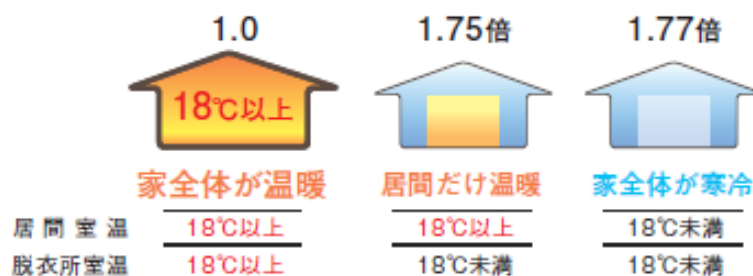 1.0 1.75倍 1.77倍
18℃以上
家全体が温暖 居間だけ温暖 家全体が寒冷
居間室温 18℃以上 18℃以上 18℃未満
脱衣所室温 18℃以上 18℃未満 18℃未満